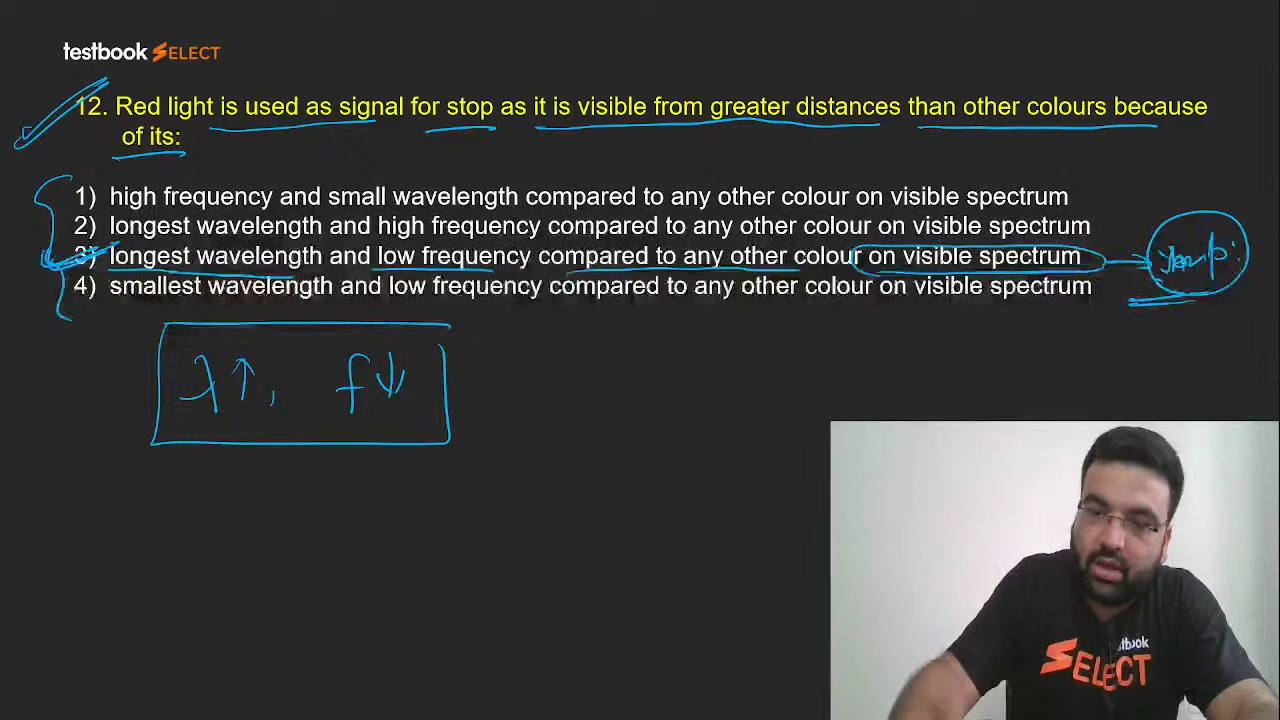 testbook SELECT
12. Red light is used as signal for stop as it is visible from greater distances than other colours because
of its:
1) high frequency and small wavelength compared to any other colour on visible spectrum
2) longest wavelength and high frequency compared to any other colour on visible spectrum
3) longest wavelength and low frequency compared to any other colour on visible spectrum
4) smallest wavelength and low frequency compared to any other colour on visible spectrum
λ↑, f↓
testbook
SELECT